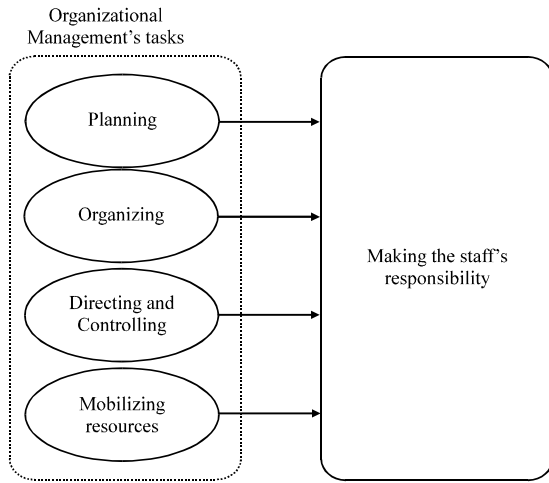 Organizational
Management’s tasks
Planning
Organizing
Directing and
Controlling
Mobilizing
resources
Making the staff’s
responsibility